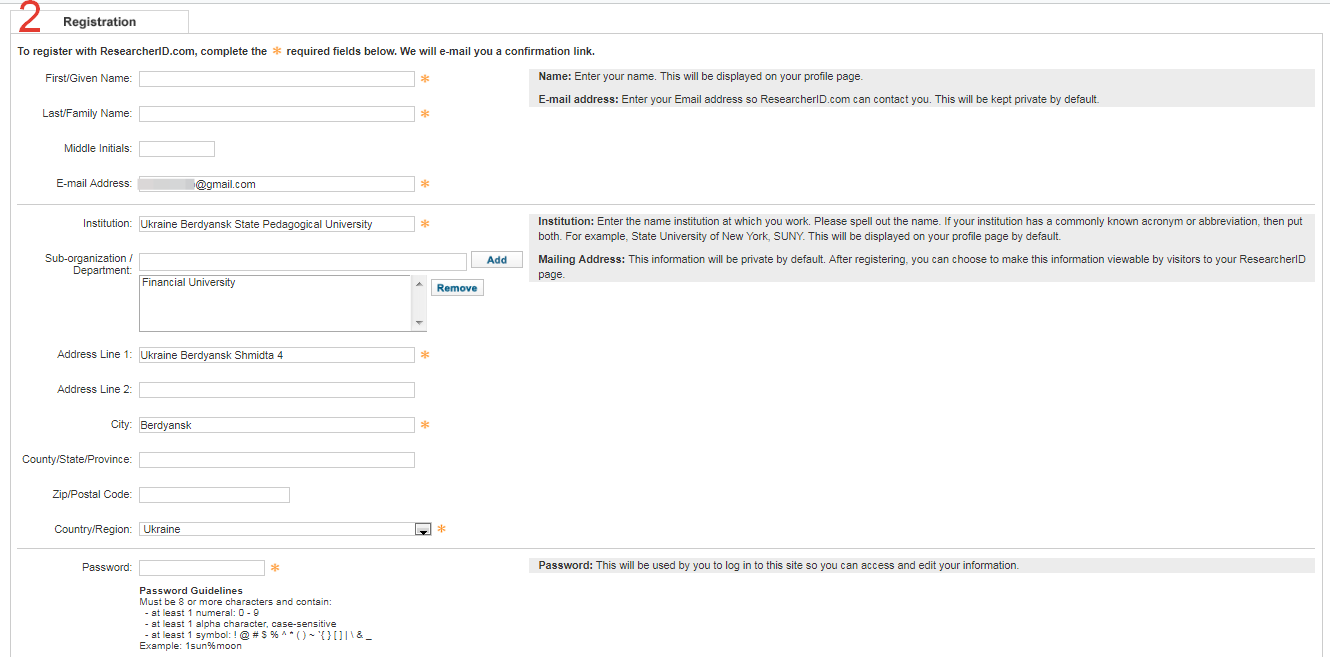 2
Registration
To register with ResearcherID.com, complete the * required fields below. We will e-mail you a confirmation link.
First/Given Name: *
Name: Enter your name. This will be displayed on your profile page.
E-mail address: Enter your Email address so ResearcherID.com can contact you. This will be kept private by default.
Last/Family Name: *
Middle Initials:
E-mail Address: @gmail.com *
Institution: Ukraine Berdyansk State Pedagogical University *
Institution: Enter the name institution at which you work. Please spell out the name. If your institution has a commonly known acronym or abbreviation, then put
both. For example, State University of New York, SUNY. This will be displayed on your profile page by default.
Sub-organization /
Department:
Add
Mailing Address: This information will be private by default. After registering, you can choose to make this information viewable by visitors to your ResearcherID
page.
Financial University
Remove
Address Line 1: Ukraine Berdyansk Shmidta 4 *
Address Line 2:
City: Berdyansk *
County/State/Province:
Zip/Postal Code:
Country/Region: Ukraine *
Password: *
Password: This will be used by you to log in to this site so you can access and edit your information.
Password Guidelines
Must be 8 or more characters and contain:
- at least 1 numeral: 0 - 9
- at least 1 alpha character, case-sensitive
- at least 1 symbol: ! @ # $ % ^ * ( ) ~ `{ } [ ] | \ & _
Example: 1sun%moon